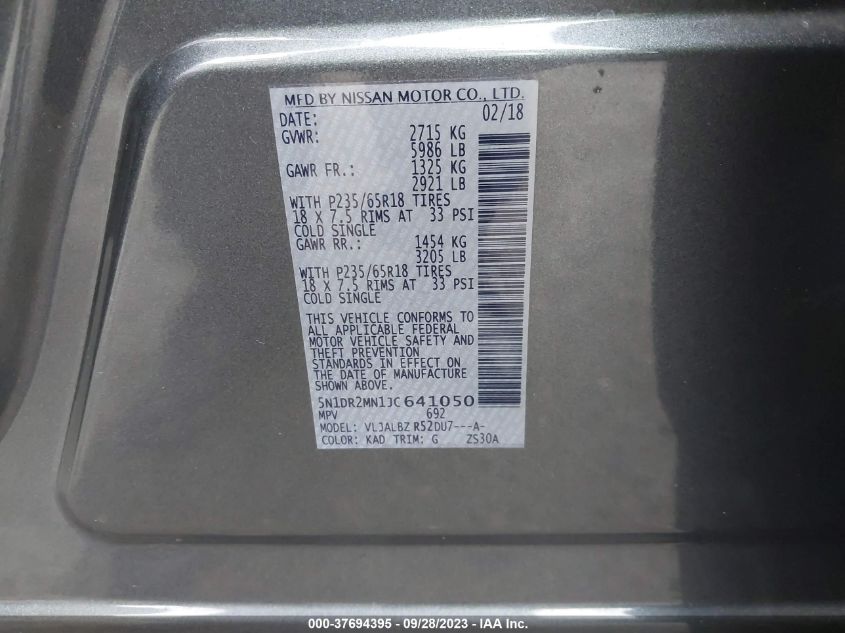 MFD BY NISSAN MOTOR CO., LTD.
DATE: 02/18
GVWR: 2715 KG
5986 LB
GAWR FR.: 1325 KG
2921 LB
WITH P235/65R18 TIRES
18 X 7.5 RIMS AT 33 PSI
COLD SINGLE
GAWR RR.: 1454 KG
3205 LB
WITH P235/65R18 TIRES
18 X 7.5 RIMS AT 33 PSI
COLD SINGLE
THIS VEHICLE CONFORMS TO
ALL APPLICABLE FEDERAL
MOTOR VEHICLE SAFETY AND
THEFT PREVENTION
STANDARDS IN EFFECT ON
THE DATE OF MANUFACTURE
SHOWN ABOVE.
5N1DR2MN1JC641050
MPV 692
MODEL: VLJALBZ R52DU7---A-
COLOR: KAD TRIM: G ZS30A
000-37694395 - 09/28/2023 - IAA Inc.